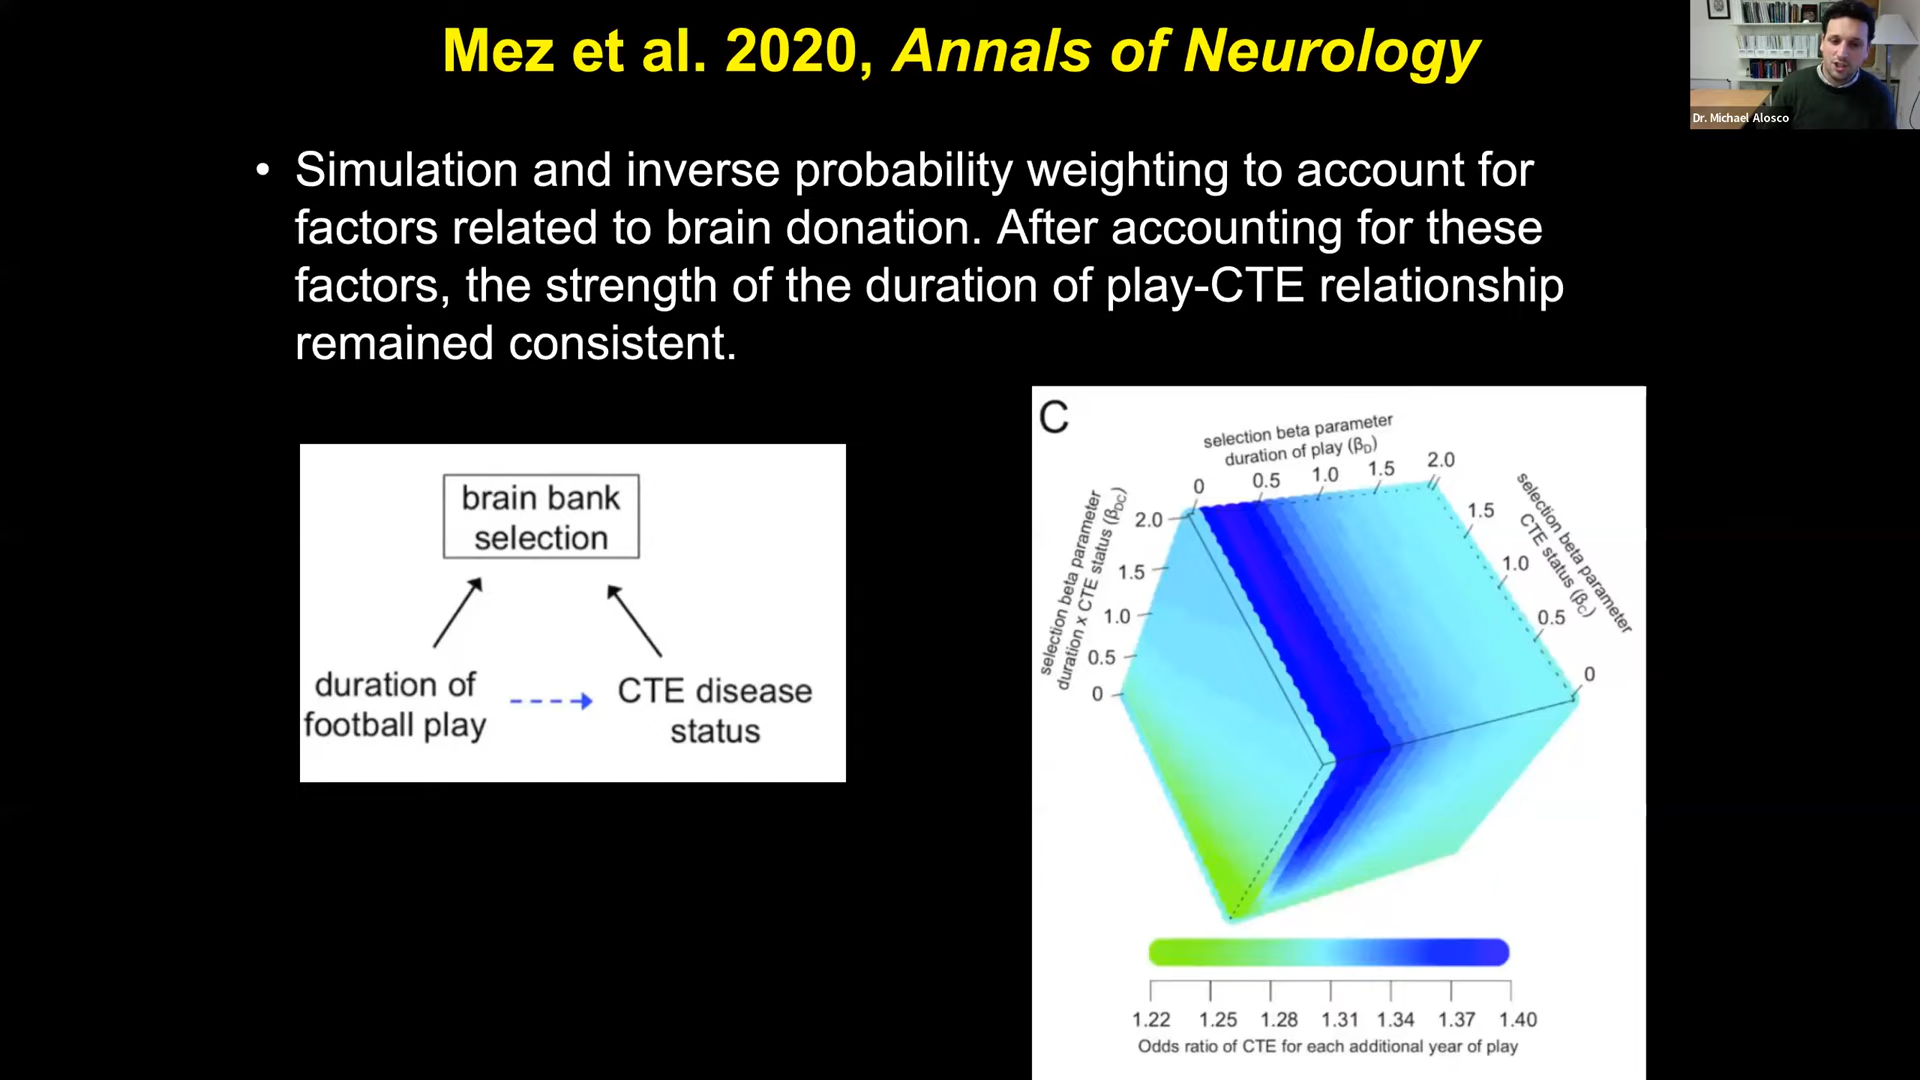 Mez et al. 2020, Annals of Neurology
Dr. Michael Alosco
• Simulation and inverse probability weighting to account for
factors related to brain donation. After accounting for these
factors, the strength of the duration of play-CTE relationship
remained consistent.
brain bank
selection
duration of
football play
CTE disease
status
C
selection beta parameter
duration of play (βD)
0 0.5 1.0 1.5 2.0
selection beta parameter
duration x CTE status (βDC)
2.0
1.5
1.0
0.5
0
selection beta parameter
CTE status (βC)
1.5
1.0
0.5
0
1.22 1.25 1.28 1.31 1.34 1.37 1.40
Odds ratio of CTE for each additional year of play